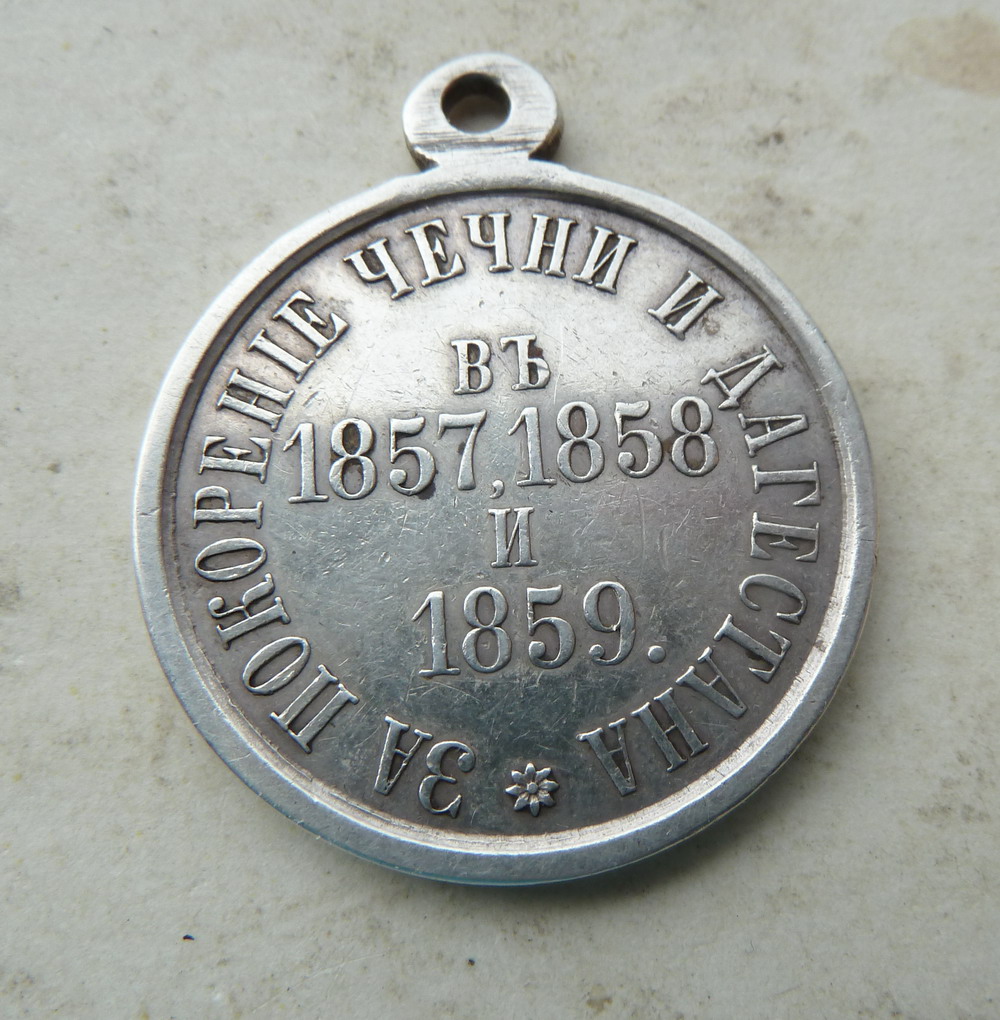 ЗА ПОКОРЕНІЕ ЧЕЧНИ И ДАГЕСТАНА
ВЪ
1857, 1858
И
1859.